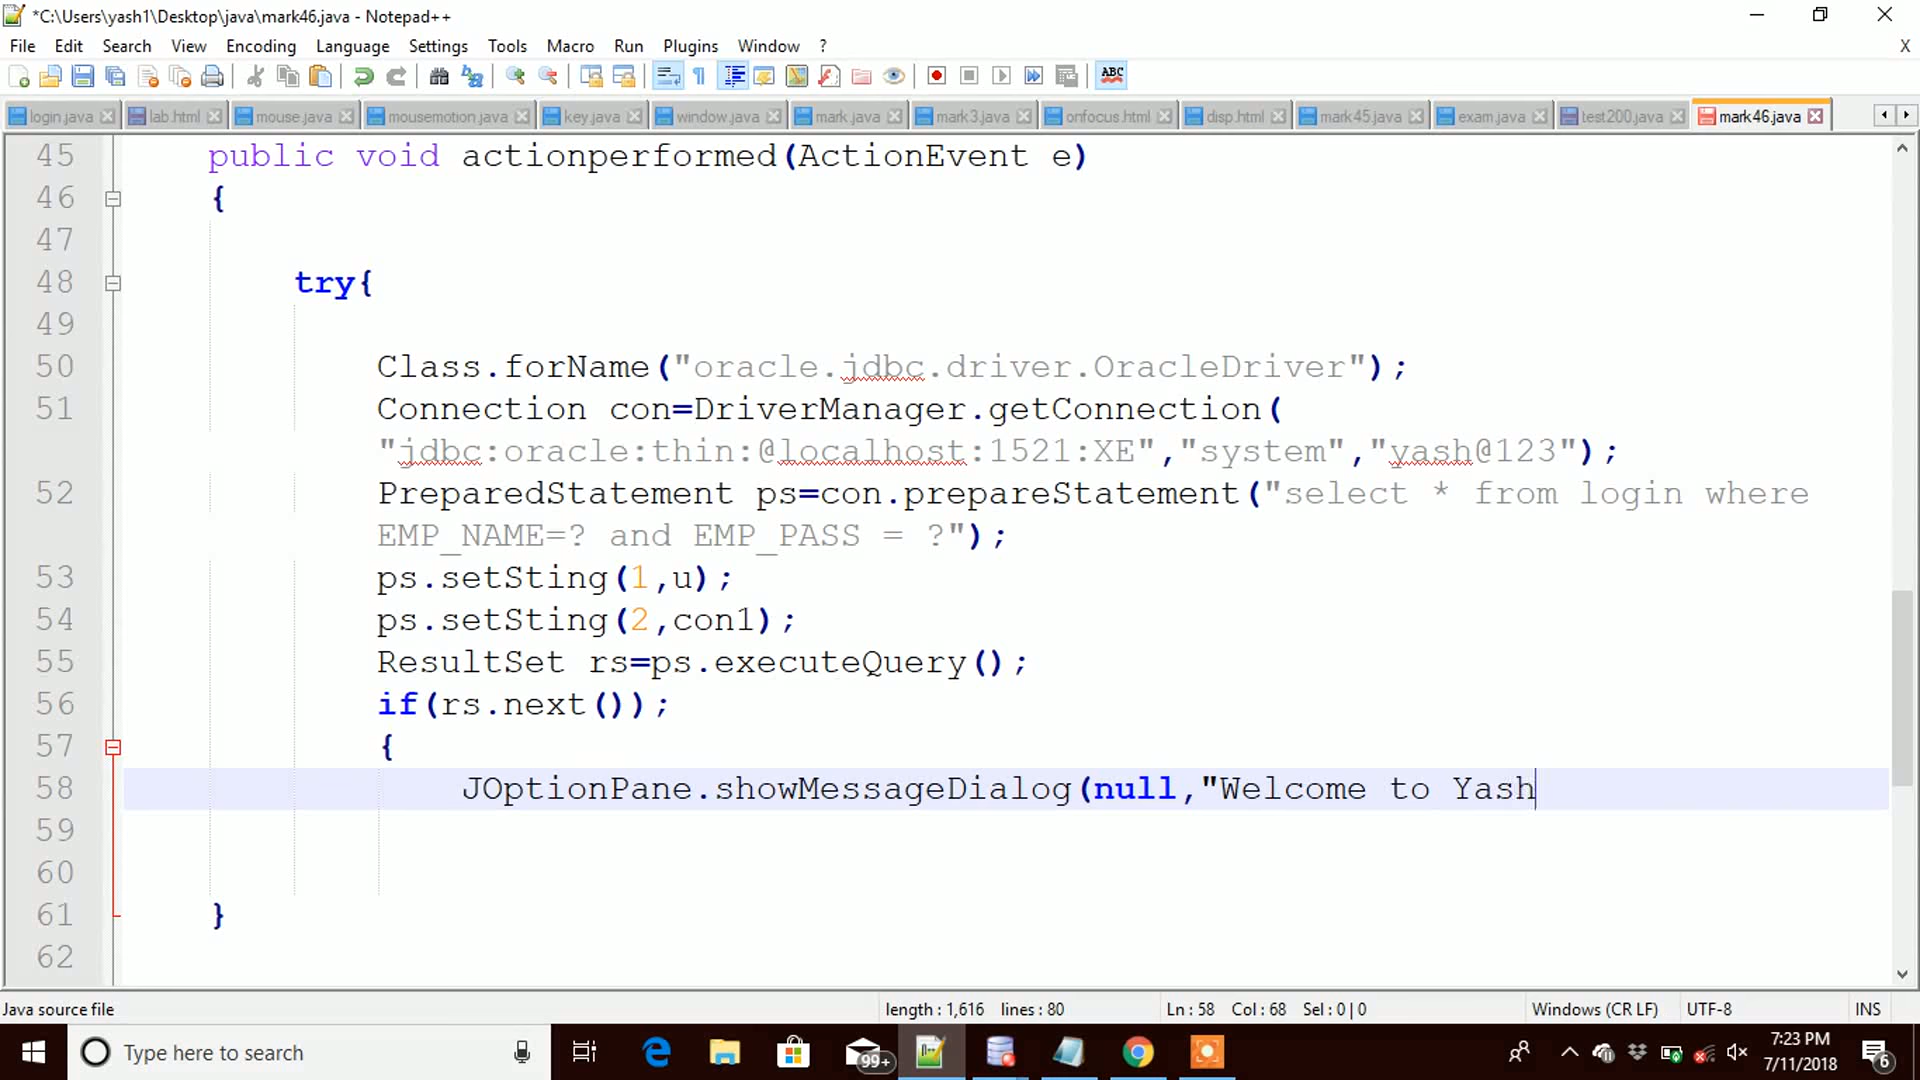 *C:\Users\yash1\Desktop\java\mark46.java - Notepad++
File Edit Search View Encoding Language Settings Tools Macro Run Plugins Window ? X
ABC
login.java lab.html mouse.java mousemotion.java key.java window.java mark.java mark3.java onfocus.html disp.html mark45.java exam.java test200.java mark46.java
45 public void actionperformed(ActionEvent e)
46 {
47
48 try{
49
50 Class.forName("oracle.jdbc.driver.OracleDriver");
51 Connection con=DriverManager.getConnection(
"jdbc:oracle:thin:@localhost:1521:XE","system","yash@123");
52 PreparedStatement ps=con.prepareStatement("select * from login where
EMP_NAME=? and EMP_PASS = ?");
53 ps.setSting(1,u);
54 ps.setSting(2,con1);
55 ResultSet rs=ps.executeQuery();
56 if(rs.next());
57 {
58 JOptionPane.showMessageDialog(null,"Welcome to Yash
59
60
61 }
62
Java source file length : 1,616 lines : 80 Ln : 58 Col : 68 Sel : 0 | 0 Windows (CR LF) UTF-8 INS
Type here to search 99+ 7:23 PM
7/11/2018 6